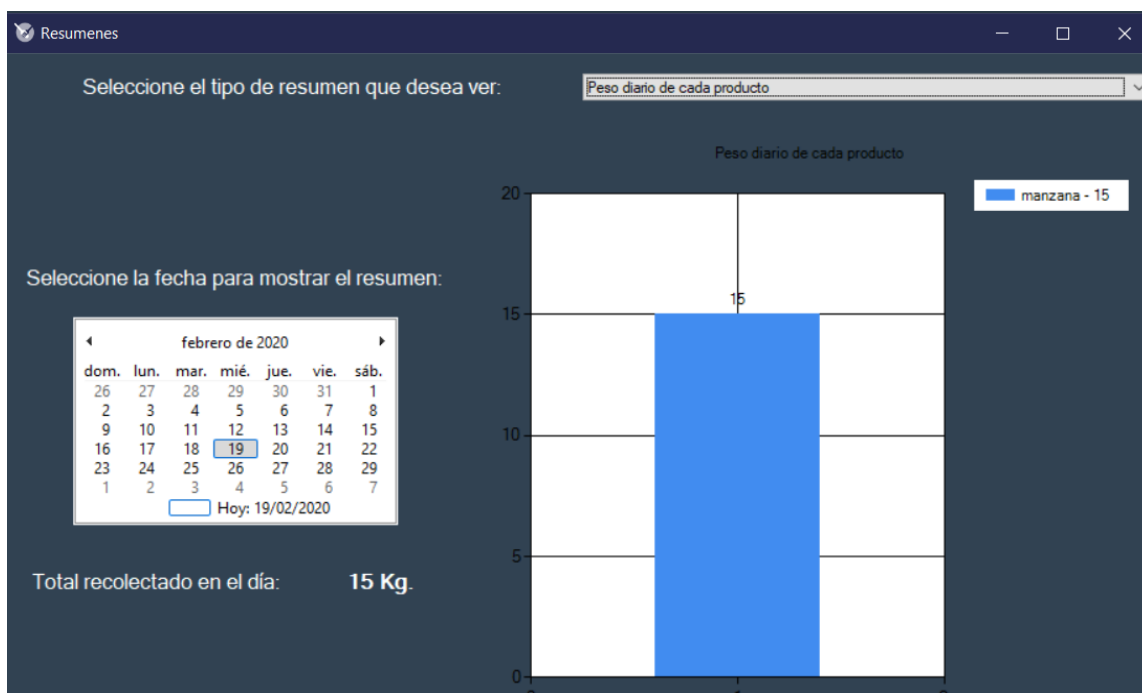 Resumenes
Seleccione el tipo de resumen que desea ver:
Peso diario de cada producto
Peso diario de cada producto
manzana - 15
20
15
15
10
5
0
Seleccione la fecha para mostrar el resumen:
febrero de 2020
dom. lun. mar. mié. jue. vie. sáb.
26 27 28 29 30 31 1
2 3 4 5 6 7 8
9 10 11 12 13 14 15
16 17 18 19 20 21 22
23 24 25 26 27 28 29
1 2 3 4 5 6 7
Hoy: 19/02/2020
Total recolectado en el día: 15 Kg.